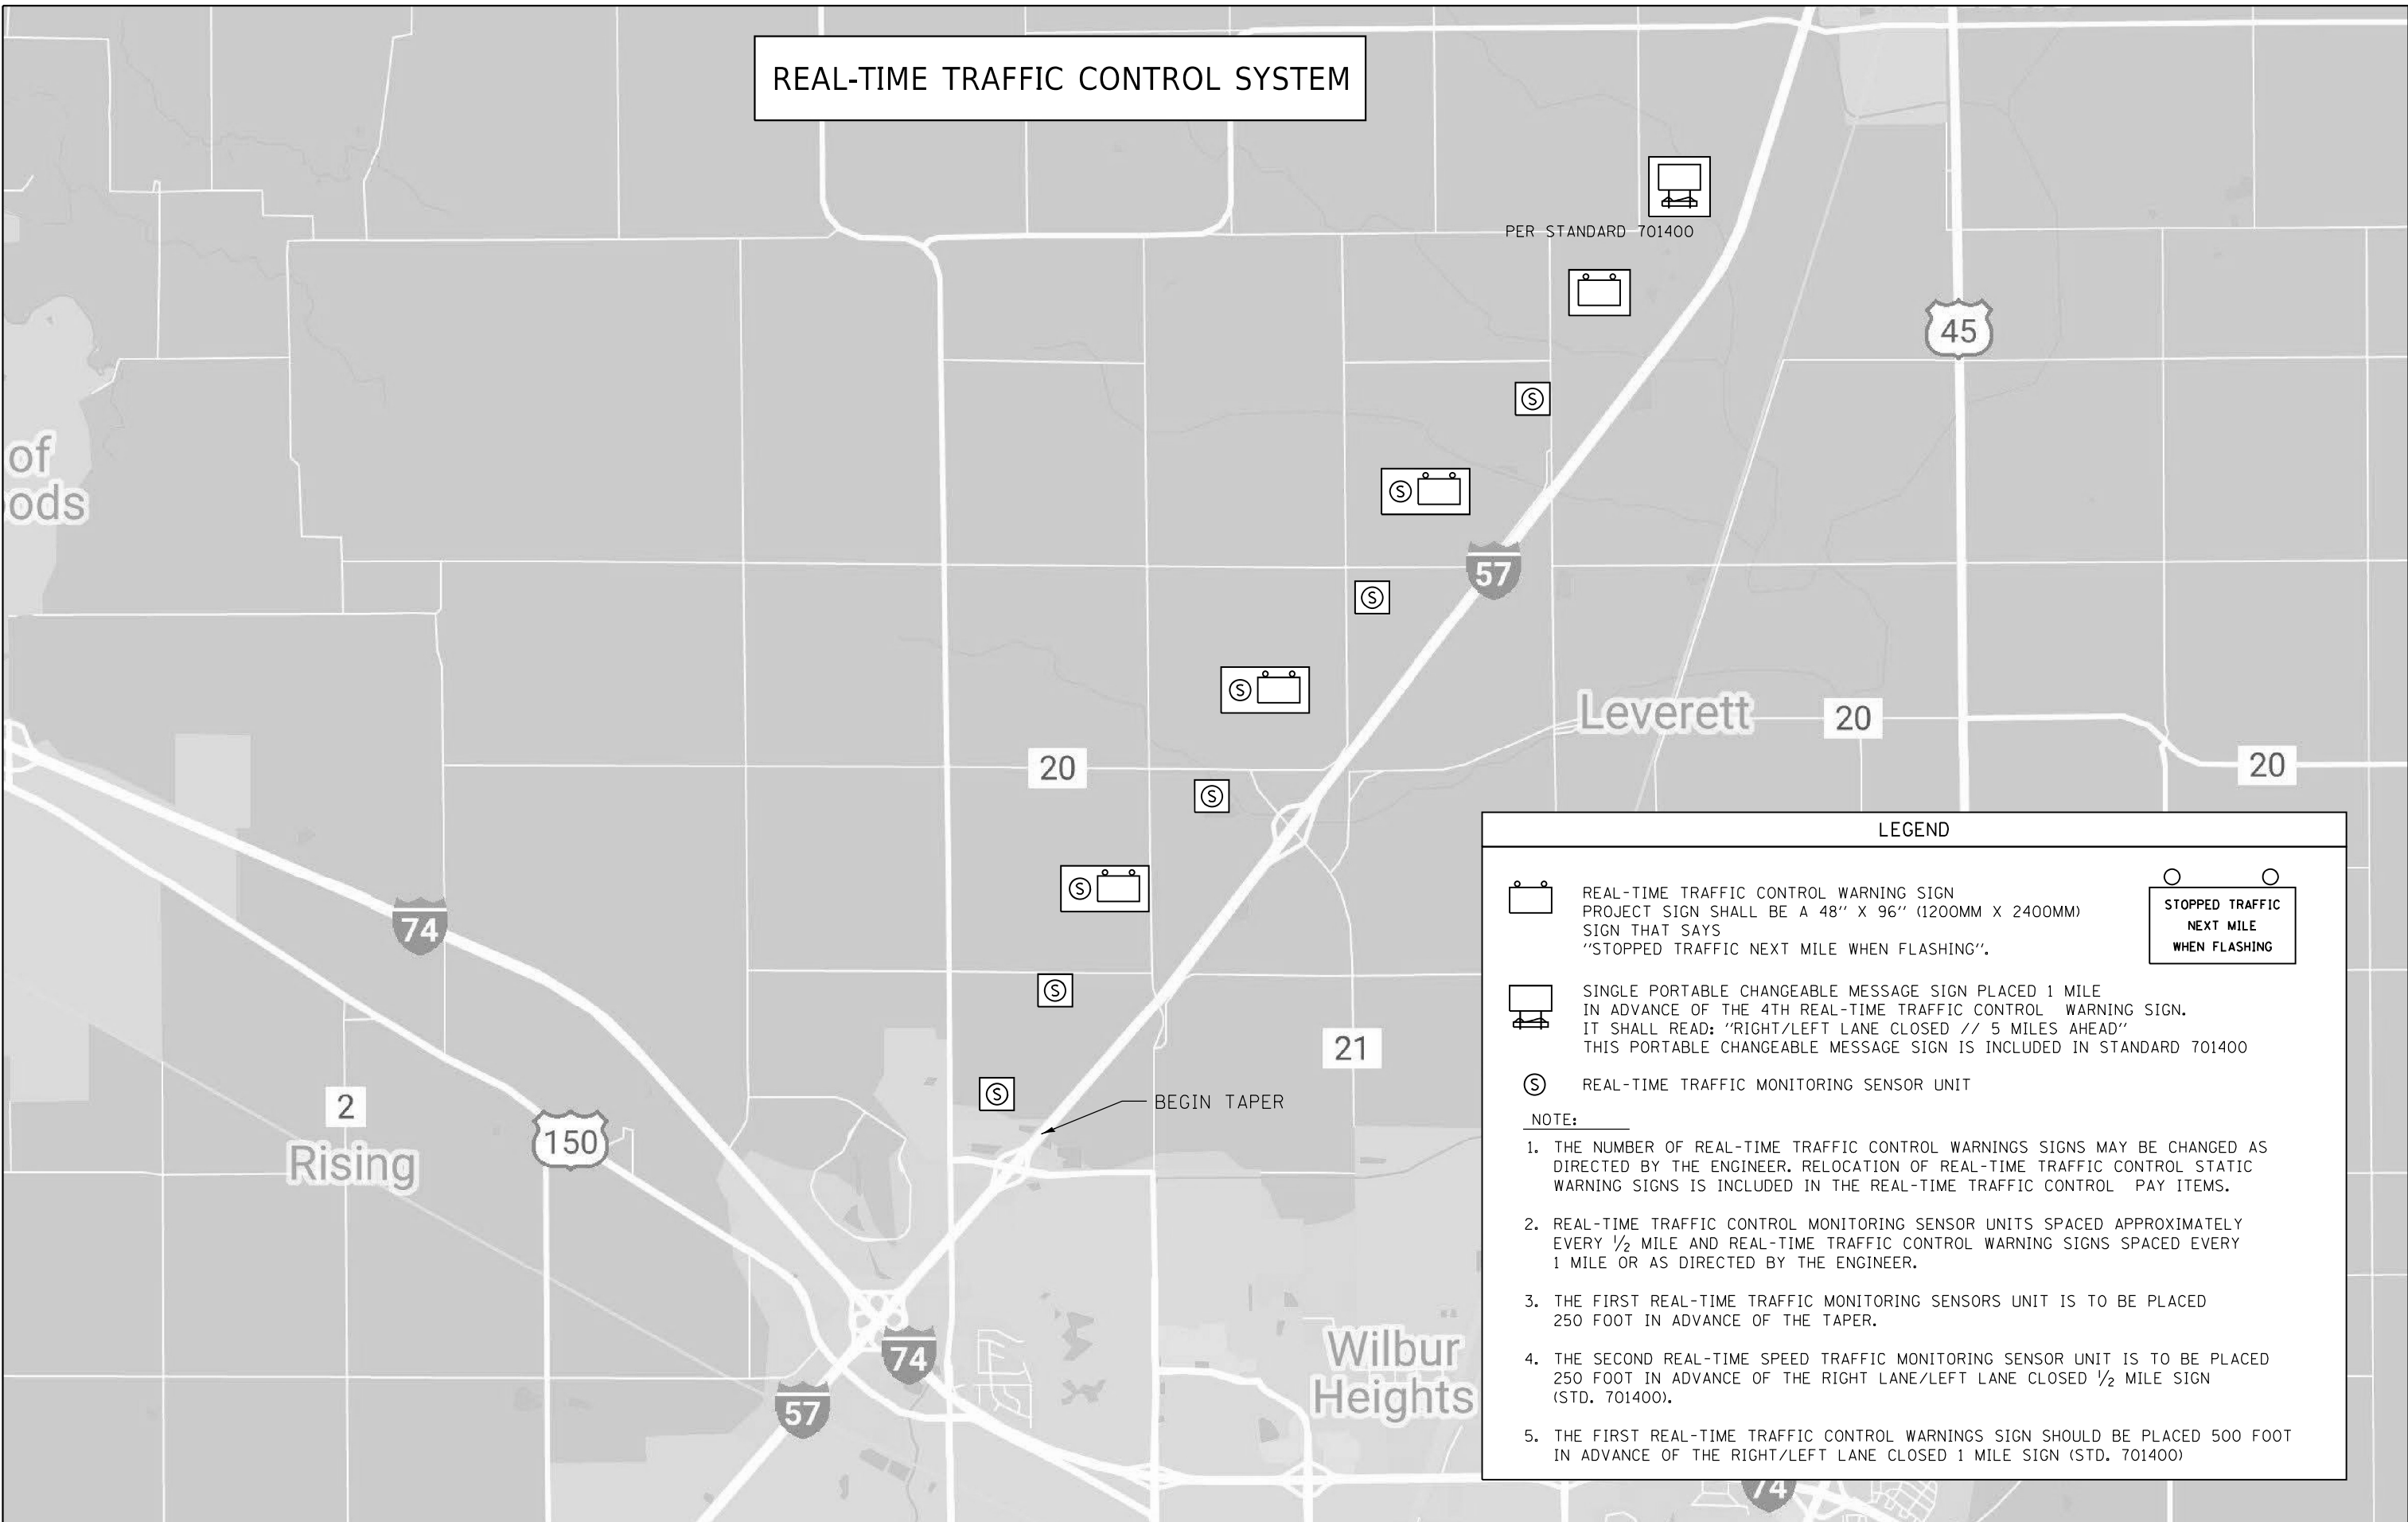 REAL-TIME TRAFFIC CONTROL SYSTEM
PER STANDARD 701400
45
S
of
ods
S
57
S
S
Leverett
20
20
20
S
S
74
S
21
2
S
BEGIN TAPER
150
Rising
74
Wilbur
Heights
57
74
LEGEND
REAL-TIME TRAFFIC CONTROL WARNING SIGN
PROJECT SIGN SHALL BE A 48'' X 96'' (1200MM X 2400MM)
SIGN THAT SAYS
''STOPPED TRAFFIC NEXT MILE WHEN FLASHING''.
STOPPED TRAFFIC
NEXT MILE
WHEN FLASHING
SINGLE PORTABLE CHANGEABLE MESSAGE SIGN PLACED 1 MILE
IN ADVANCE OF THE 4TH REAL-TIME TRAFFIC CONTROL WARNING SIGN.
IT SHALL READ: ''RIGHT/LEFT LANE CLOSED // 5 MILES AHEAD''
THIS PORTABLE CHANGEABLE MESSAGE SIGN IS INCLUDED IN STANDARD 701400
S REAL-TIME TRAFFIC MONITORING SENSOR UNIT
NOTE:
1. THE NUMBER OF REAL-TIME TRAFFIC CONTROL WARNINGS SIGNS MAY BE CHANGED AS
DIRECTED BY THE ENGINEER. RELOCATION OF REAL-TIME TRAFFIC CONTROL STATIC
WARNING SIGNS IS INCLUDED IN THE REAL-TIME TRAFFIC CONTROL PAY ITEMS.
2. REAL-TIME TRAFFIC CONTROL MONITORING SENSOR UNITS SPACED APPROXIMATELY
EVERY 1/2 MILE AND REAL-TIME TRAFFIC CONTROL WARNING SIGNS SPACED EVERY
1 MILE OR AS DIRECTED BY THE ENGINEER.
3. THE FIRST REAL-TIME TRAFFIC MONITORING SENSORS UNIT IS TO BE PLACED
250 FOOT IN ADVANCE OF THE TAPER.
4. THE SECOND REAL-TIME SPEED TRAFFIC MONITORING SENSOR UNIT IS TO BE PLACED
250 FOOT IN ADVANCE OF THE RIGHT LANE/LEFT LANE CLOSED 1/2 MILE SIGN
(STD. 701400).
5. THE FIRST REAL-TIME TRAFFIC CONTROL WARNINGS SIGN SHOULD BE PLACED 500 FOOT
IN ADVANCE OF THE RIGHT/LEFT LANE CLOSED 1 MILE SIGN (STD. 701400)